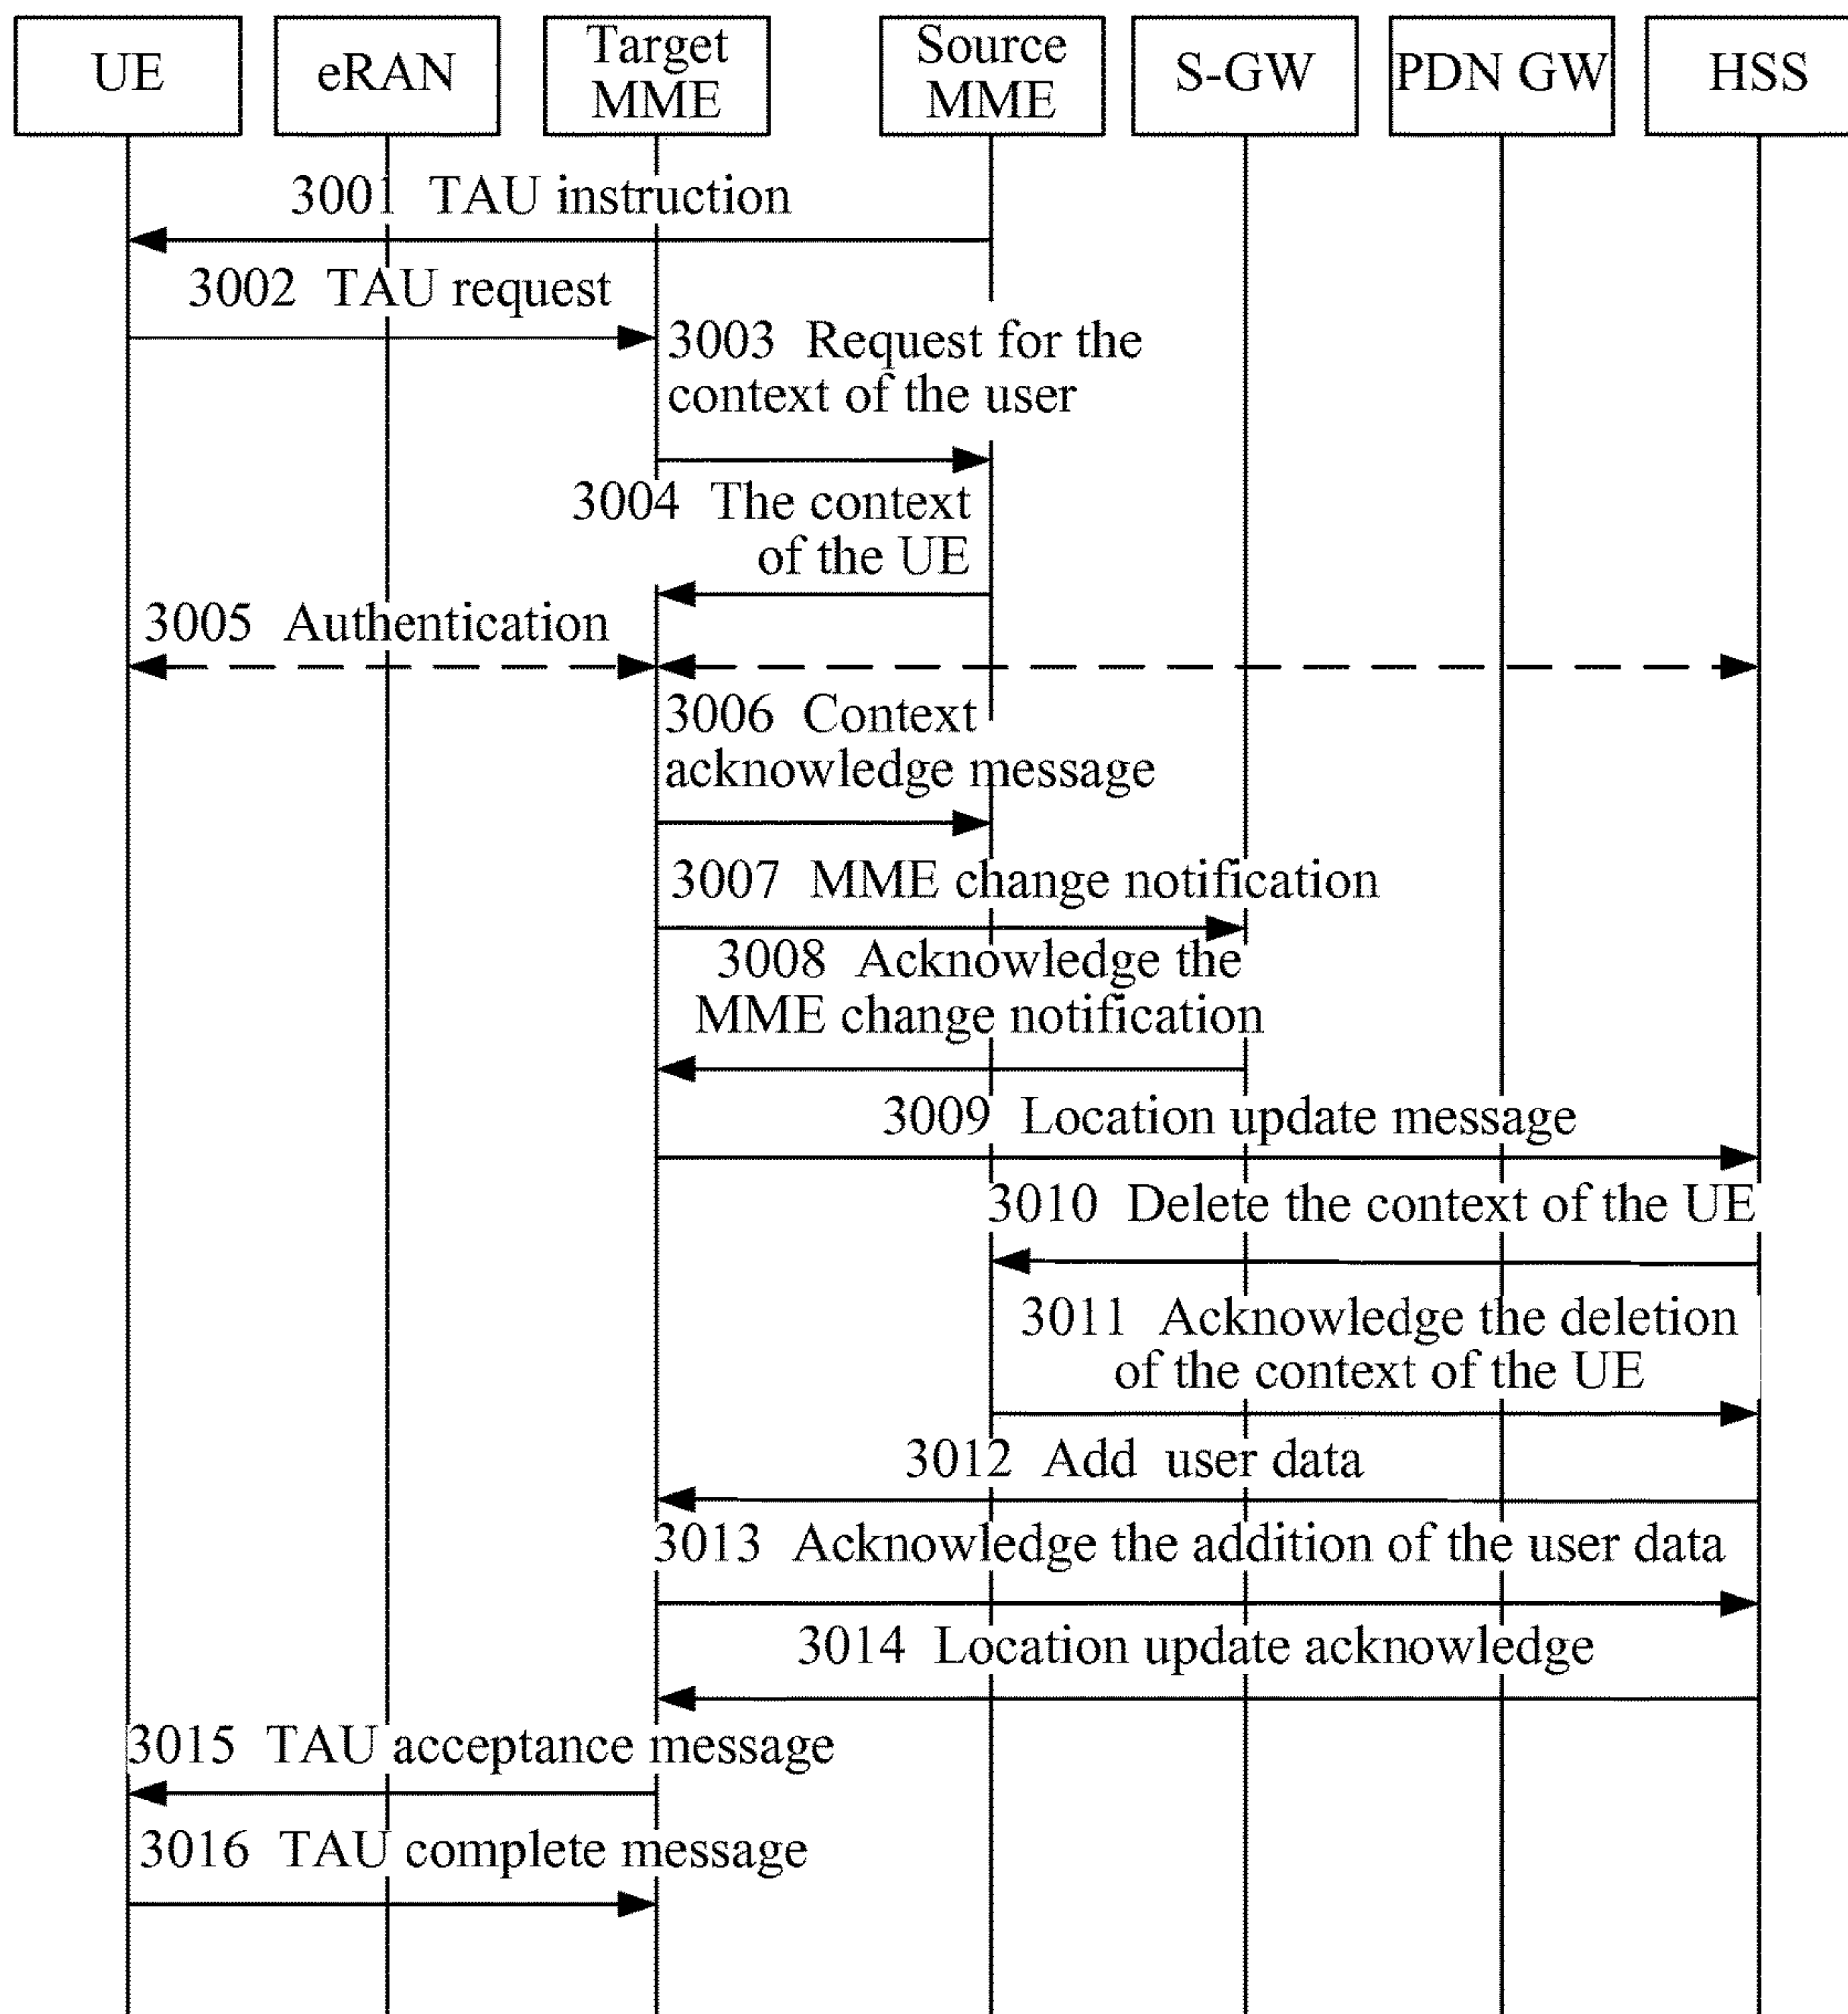 UE
eRAN
Target
MME
Source
MME
S-GW
PDN GW
HSS
3001 TAU instruction
3002 TAU request
3003 Request for the
context of the user
3004 The context
of the UE
3005 Authentication
3006 Context
acknowledge message
3007 MME change notification
3008 Acknowledge the
MME change notification
3009 Location update message
3010 Delete the context of the UE
3011 Acknowledge the deletion
of the context of the UE
3012 Add user data
3013 Acknowledge the addition of the user data
3014 Location update acknowledge
3015 TAU acceptance message
3016 TAU complete message